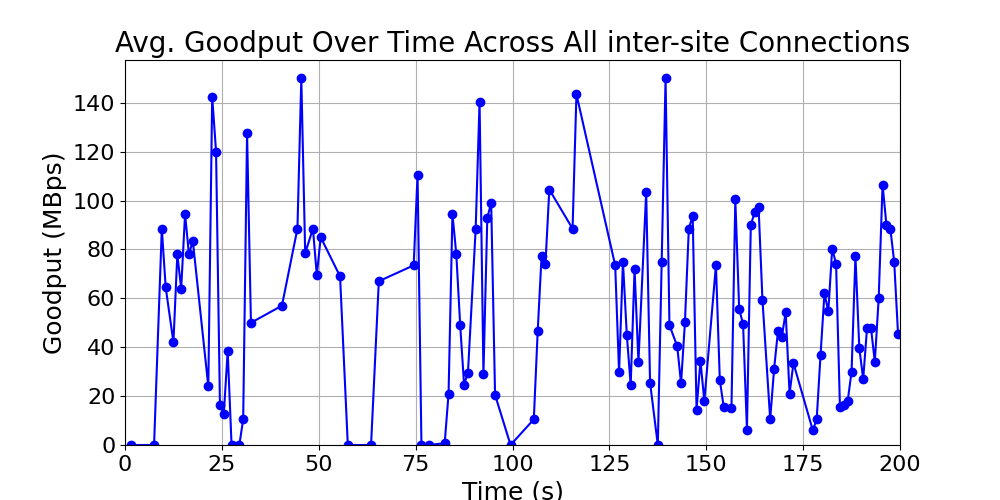 Avg. Goodput Over Time Across All inter-site Connections
Goodput (MBps)
140
120
100
80
60
40
20
0
0 25 50 75 100 125 150 175 200
Time (s)